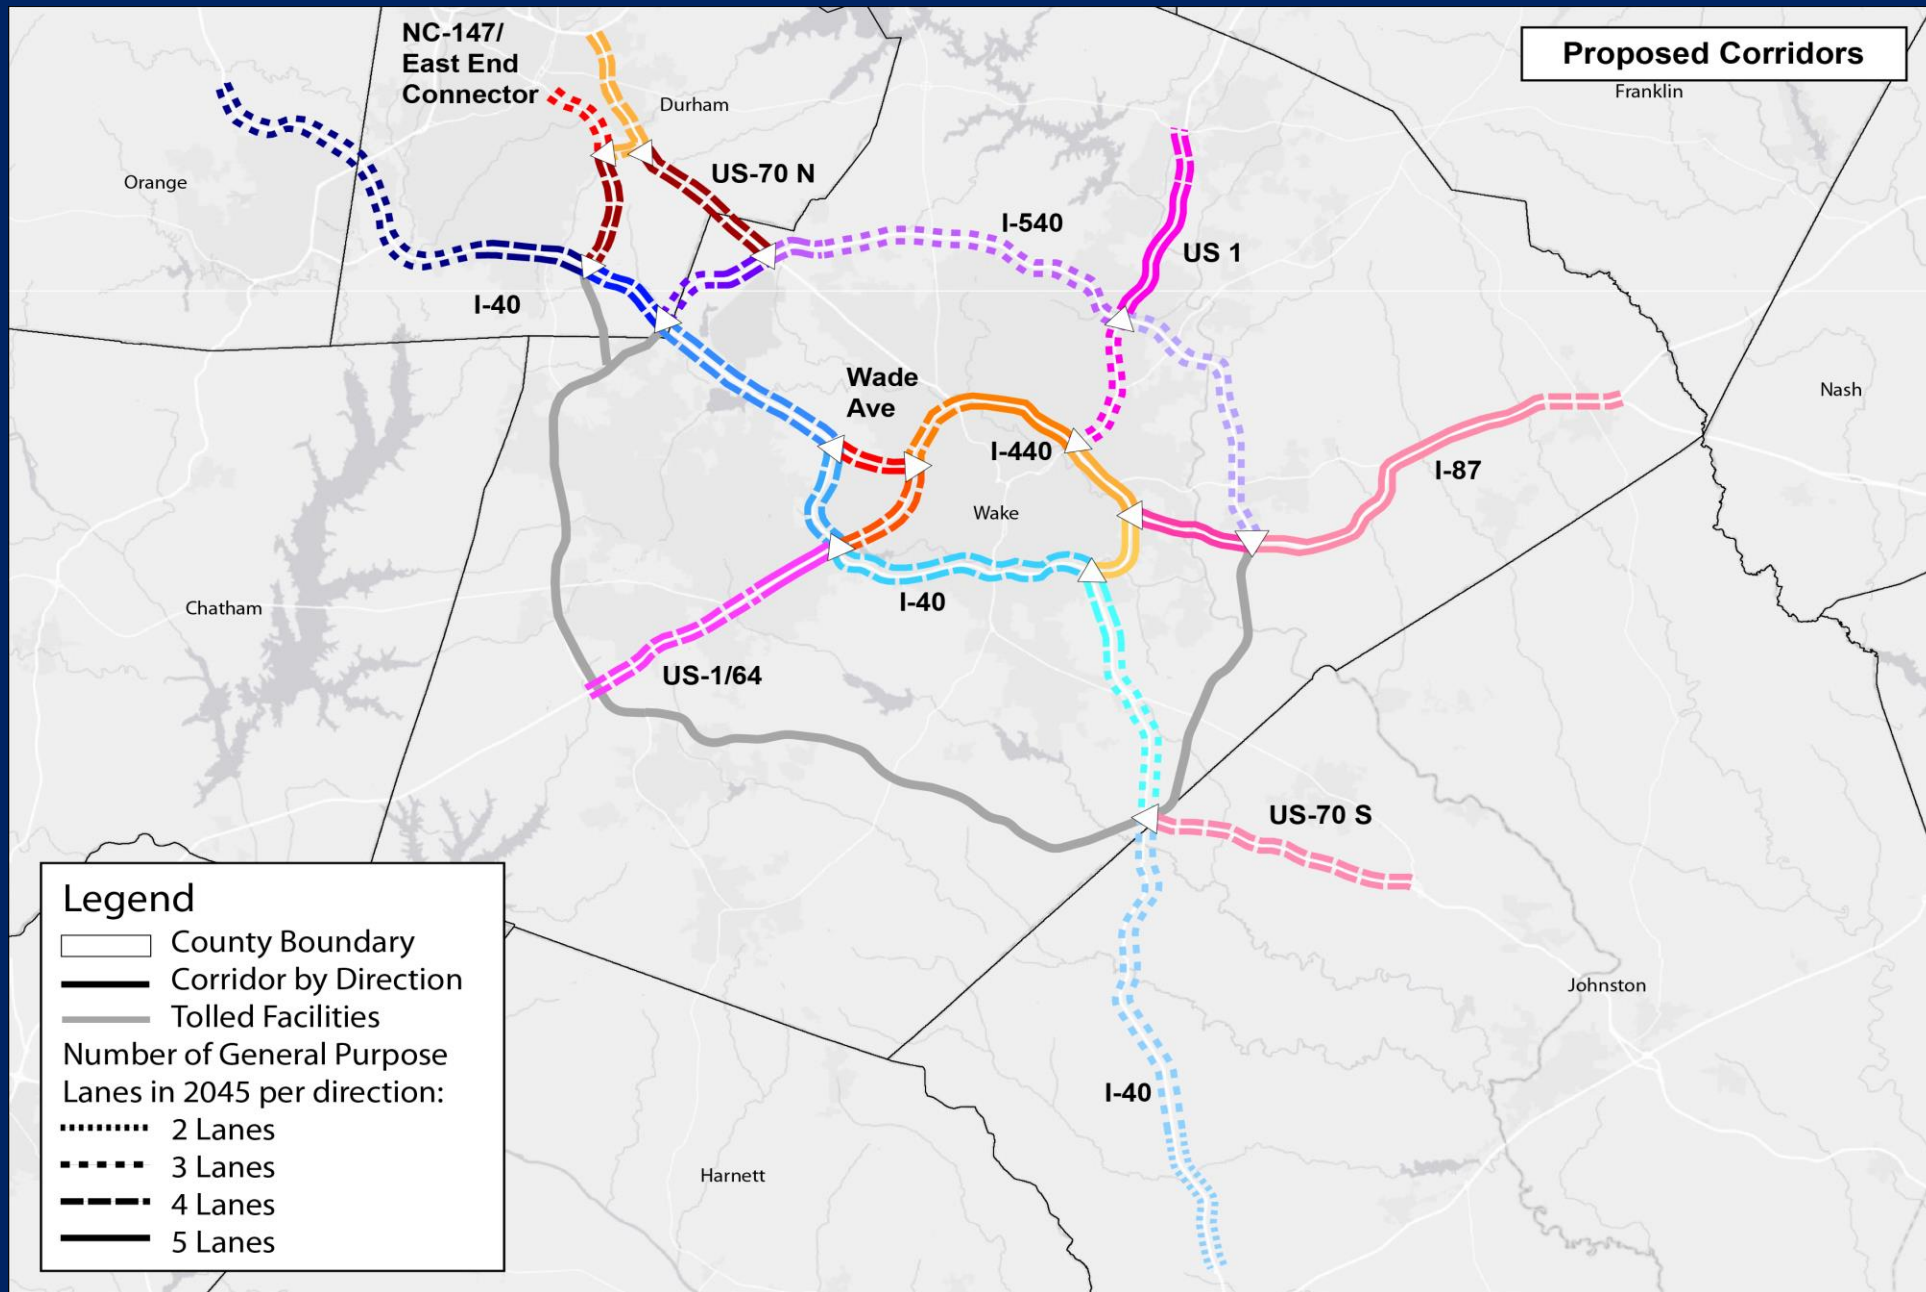 NC-147/
East End
Connector
Proposed Corridors
Franklin
Durham
US-70 N
Orange
I-540
US 1
I-40
Wade
Ave
Nash
I-440
I-87
Wake
Chatham
I-40
US-1/64
US-70 S
Legend
County Boundary
Corridor by Direction
Tolled Facilities
Number of General Purpose
Lanes in 2045 per direction:
2 Lanes
3 Lanes
4 Lanes
5 Lanes
Johnston
I-40
Harnett